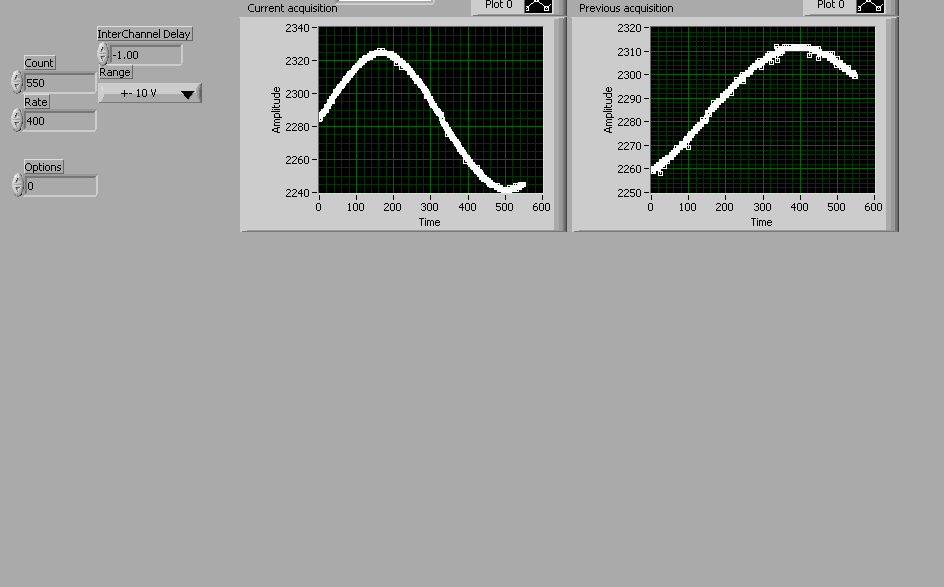 Current acquisition
Plot 0
Previous acquisition
Plot 0
InterChannel Delay
-1.00
Count
550
Range
+- 10 V
Rate
400
Options
0
Amplitude
2340
2320
2300
2280
2260
2240
0 100 200 300 400 500 600
Time
Amplitude
2320
2310
2300
2290
2280
2270
2260
2250
0 100 200 300 400 500 600
Time